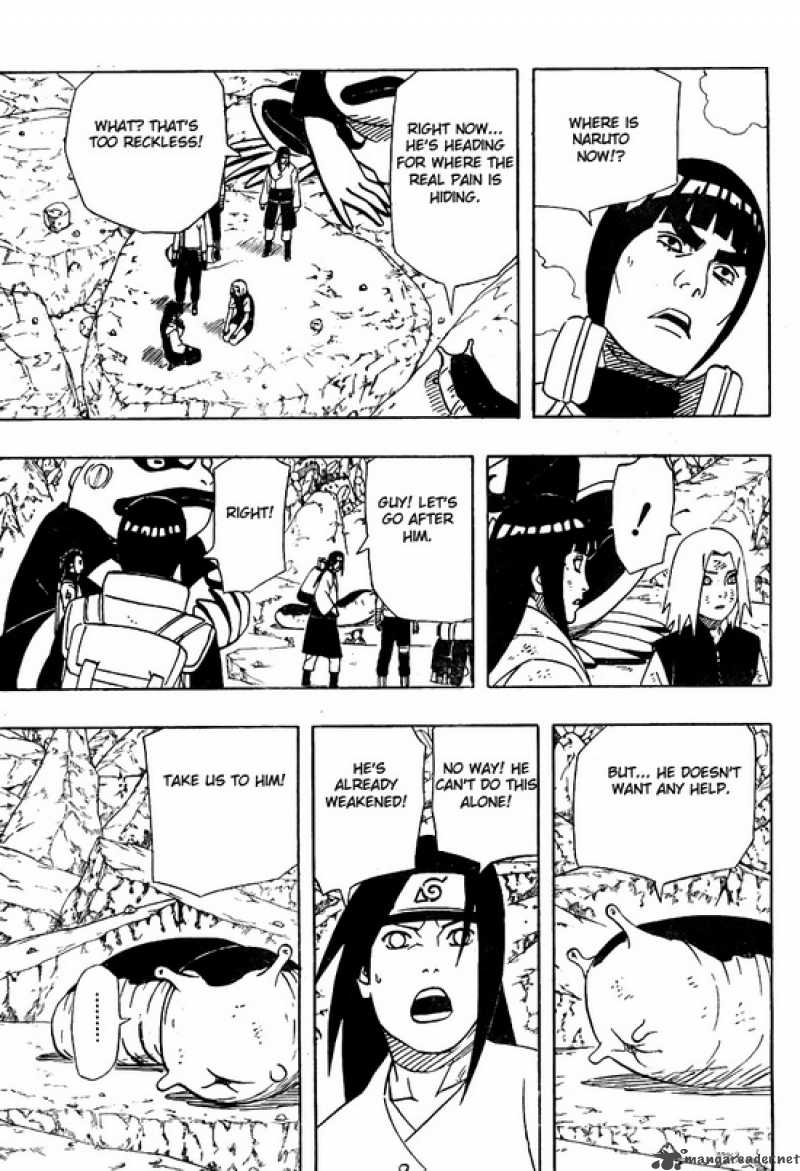 WHERE IS
NARUTO
NOW!?
RIGHT NOW...
HE'S HEADING
FOR WHERE THE
REAL PAIN IS
HIDING.
WHAT? THAT'S
TOO RECKLESS!
!
GUY! LET'S
GO AFTER
HIM.
RIGHT!
BUT... HE DOESN'T
WANT ANY HELP.
NO WAY! HE
CAN'T DO THIS
ALONE!
HE'S
ALREADY
WEAKENED!
TAKE US TO HIM!
........
mangareader.net